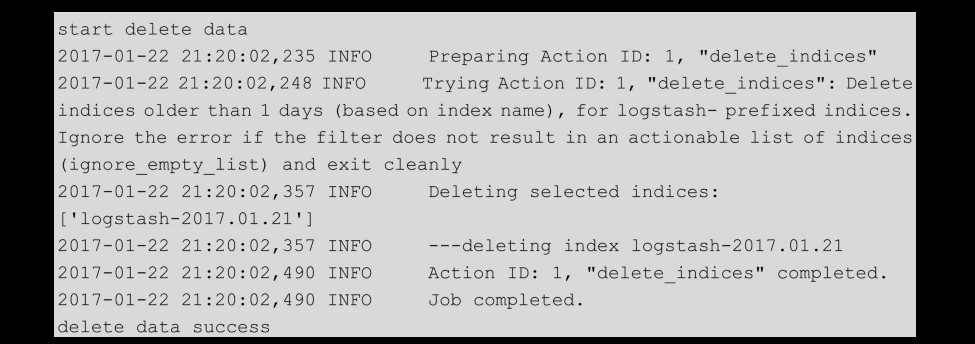 start delete data
2017-01-22 21:20:02,235 INFO Preparing Action ID: 1, "delete_indices"
2017-01-22 21:20:02,248 INFO Trying Action ID: 1, "delete_indices": Delete
indices older than 1 days (based on index name), for logstash- prefixed indices.
Ignore the error if the filter does not result in an actionable list of indices
(ignore_empty_list) and exit cleanly
2017-01-22 21:20:02,357 INFO Deleting selected indices:
['logstash-2017.01.21']
2017-01-22 21:20:02,357 INFO ---deleting index logstash-2017.01.21
2017-01-22 21:20:02,490 INFO Action ID: 1, "delete_indices" completed.
2017-01-22 21:20:02,490 INFO Job completed.
delete data success